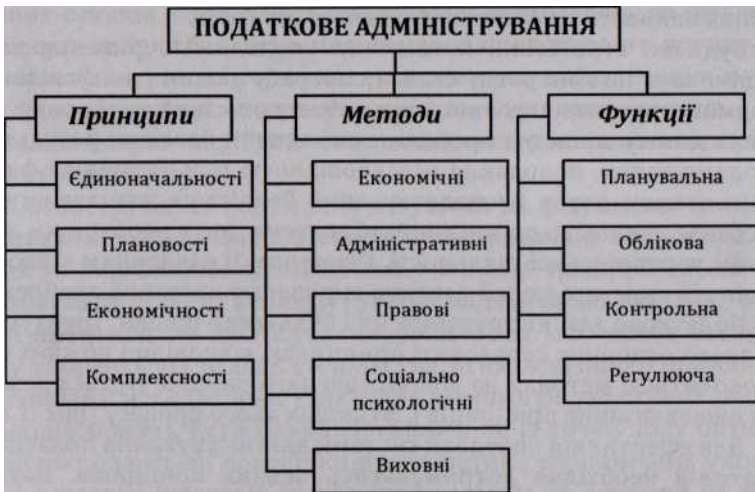 ПОДАТКОВЕ АДМІНІСТРУВАННЯ
Принципи
Методи
Функції
Єдиноначальності
Економічні
Планувальна
Плановості
Адміністративні
Облікова
Економічності
Правові
Контрольна
Комплексності
Соціально
психологічні
Регулююча
Виховні